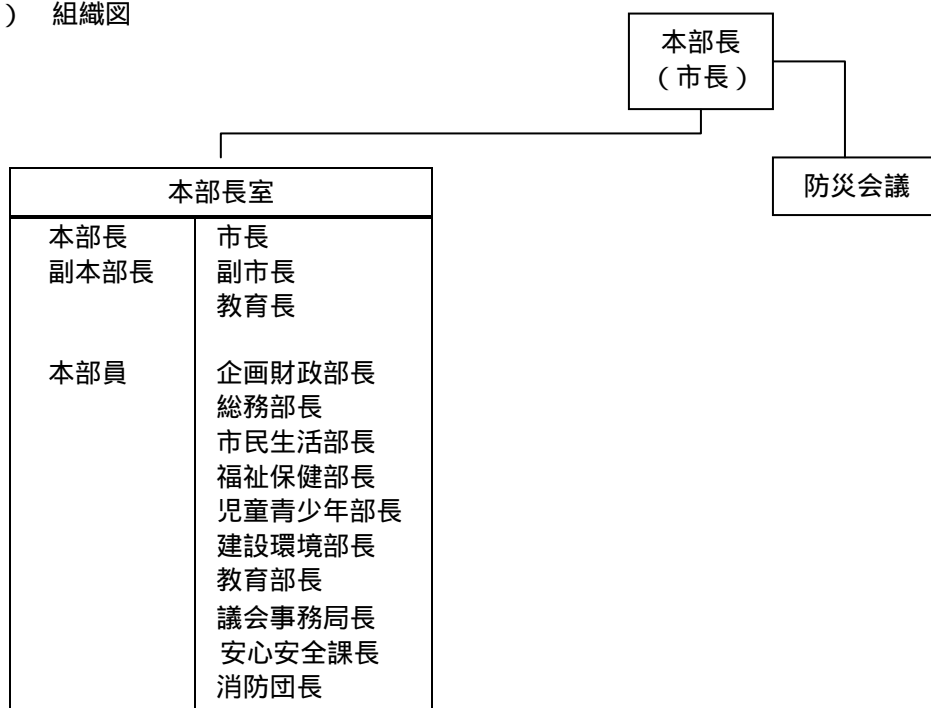 ） 組織図
本部長
（市長）
防災会議
本部長室
本部長 市長
副本部長 副市長
教育長
本部員 企画財政部長
総務部長
市民生活部長
福祉保健部長
児童青少年部長
建設環境部長
教育部長
議会事務局長
安心安全課長
消防団長